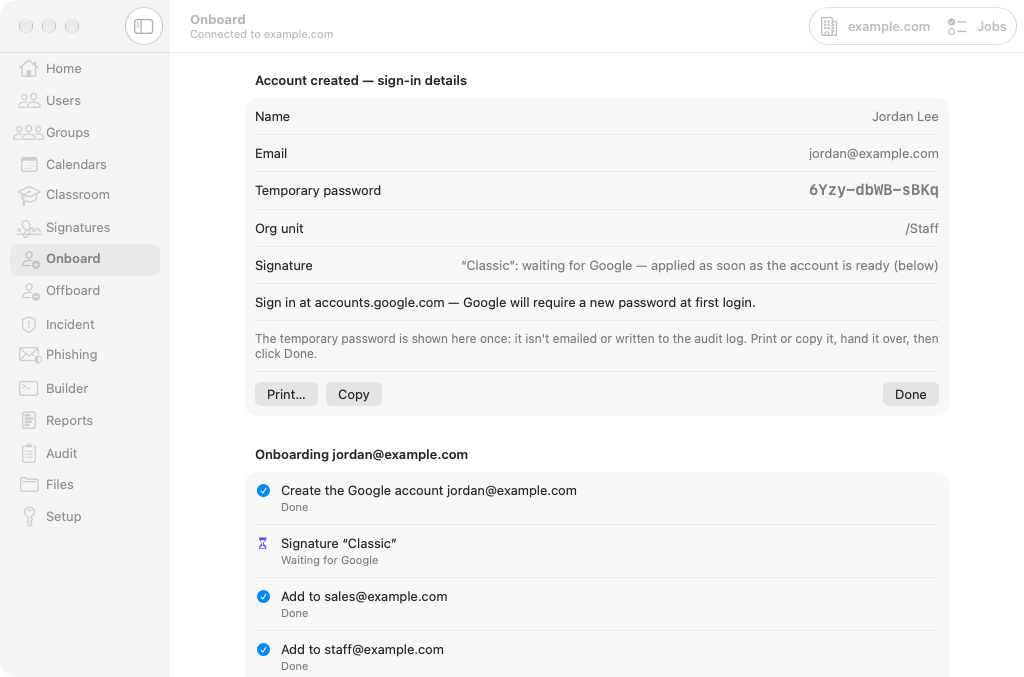 Onboard
Connected to example.com
example.com
Jobs
Home
Users
Groups
Calendars
Classroom
Signatures
Onboard
Offboard
Incident
Phishing
Builder
Reports
Audit
Files
Setup
Account created — sign-in details
Name Jordan Lee
Email jordan@example.com
Temporary password 6Yzy-dbWB-sBKq
Org unit /Staff
Signature “Classic”: waiting for Google — applied as soon as the account is ready (below)
Sign in at accounts.google.com — Google will require a new password at first login.
The temporary password is shown here once: it isn't emailed or written to the audit log. Print or copy it, hand it over, then
click Done.
Print... Copy Done
Onboarding jordan@example.com
Create the Google account jordan@example.com
Done
Signature “Classic”
Waiting for Google
Add to sales@example.com
Done
Add to staff@example.com
Done